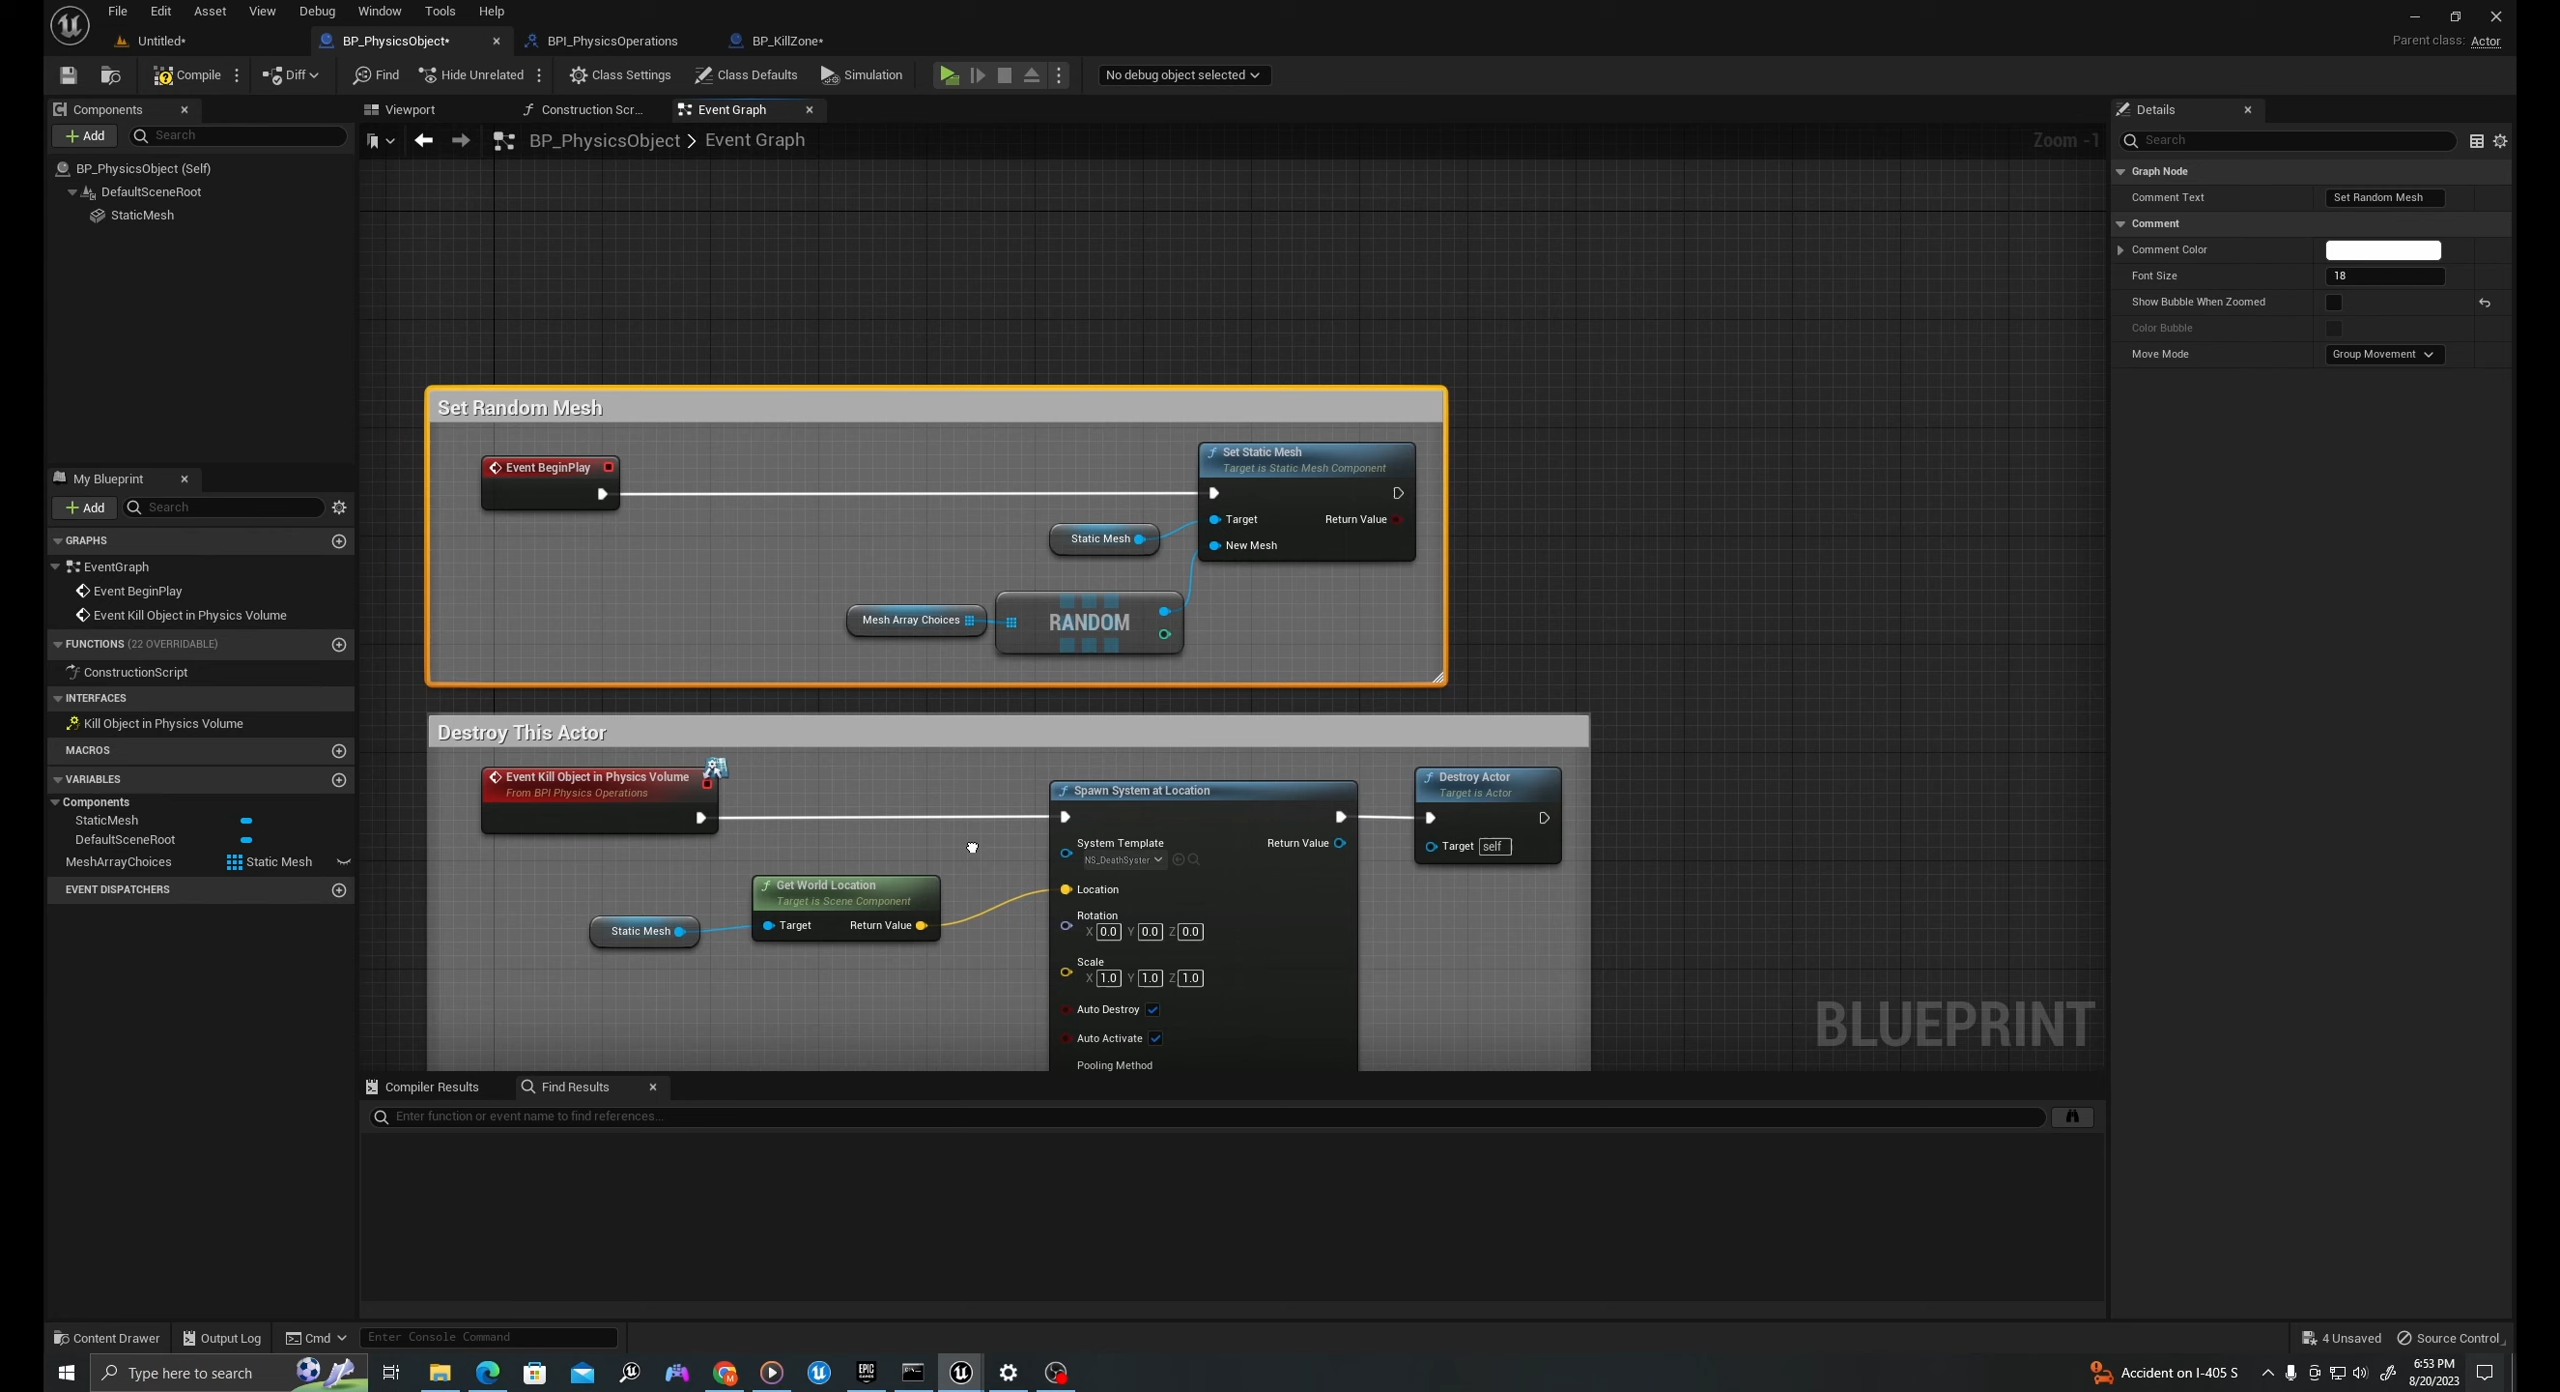 File Edit Asset View Debug Window Tools Help
Untitled* BP_PhysicsObject* BPI_PhysicsOperations BP_KillZone*
Parent class: Actor
Compile Diff Find Hide Unrelated Class Settings Class Defaults Simulation No debug object selected
Components
Add Search
BP_PhysicsObject (Self)
DefaultSceneRoot
StaticMesh
My Blueprint
Add Search
GRAPHS
EventGraph
Event BeginPlay
Event Kill Object in Physics Volume
FUNCTIONS (22 OVERRIDABLE)
ConstructionScript
INTERFACES
Kill Object in Physics Volume
MACROS
VARIABLES
Components
StaticMesh
DefaultSceneRoot
MeshArrayChoices Static Mesh
EVENT DISPATCHERS
Viewport Construction Scr... Event Graph
BP_PhysicsObject > Event Graph
Zoom -1
Set Random Mesh
Event BeginPlay
Set Static Mesh
Target is Static Mesh Component
Target Return Value
New Mesh
Static Mesh
Mesh Array Choices
RANDOM
Destroy This Actor
Event Kill Object in Physics Volume
From BPI Physics Operations
Static Mesh
Get World Location
Target is Scene Component
Target Return Value
Spawn System at Location
System Template Return Value
NS_DeathSyster
Location
Rotation
X 0.0 Y 0.0 Z 0.0
Scale
X 1.0 Y 1.0 Z 1.0
Auto Destroy
Auto Activate
Pooling Method
Destroy Actor
Target is Actor
Target self
BLUEPRINT
Compiler Results Find Results
Enter function or event name to find references...
Details
Search
Graph Node
Comment Text Set Random Mesh
Comment
Comment Color
Font Size 18
Show Bubble When Zoomed
Color Bubble
Move Mode Group Movement
Content Drawer Output Log Cmd Enter Console Command
4 Unsaved Source Control
Type here to search
EPIC GAMES
Accident on I-405 S
6:53 PM
8/20/2023